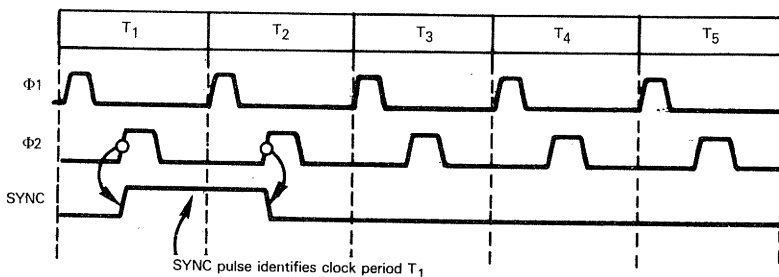 T1 T2 T3 T4 T5
Φ1
Φ2
SYNC
SYNC pulse identifies clock period T1